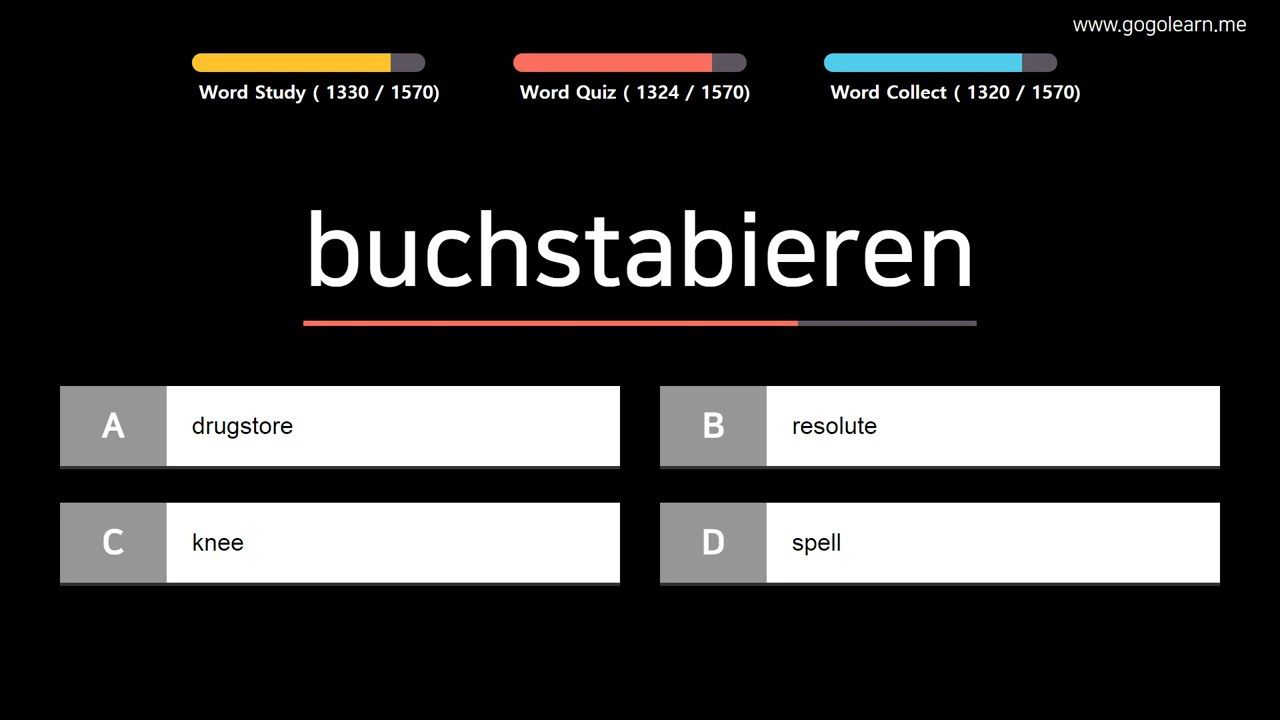 www.gogolearn.me
Word Study ( 1330 / 1570)
Word Quiz ( 1324 / 1570)
Word Collect ( 1320 / 1570)
buchstabieren
A drugstore
B resolute
C knee
D spell